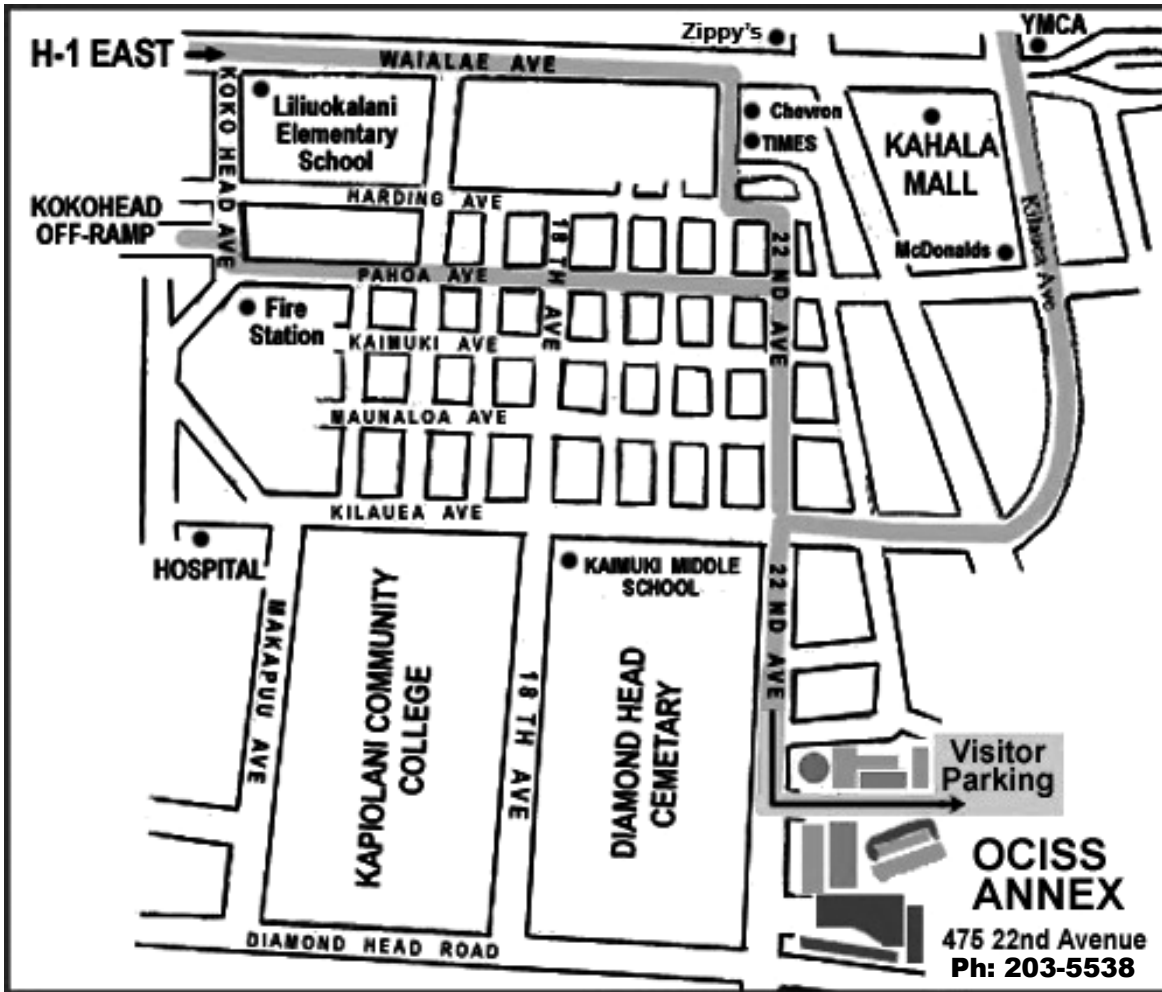 Zippy's
YMCA
H-1 EAST
WAIALAE AVE
KOKO HEAD AVE
Liliuokalani
Elementary
School
Chevron
TIMES
KAHALA
MALL
HARDING AVE
KOKOHEAD
OFF-RAMP
18 TH AVE
22 ND AVE
Kilauea Ave
McDonalds
PAHOA AVE
Fire
Station
KAIMUKI AVE
MAUNALOA AVE
KILAUEA AVE
HOSPITAL
KAIMUKI MIDDLE
SCHOOL
22 ND AVE
MAKAPUU AVE
KAPIOLANI COMMUNITY
COLLEGE
18 TH AVE
DIAMOND HEAD
CEMETARY
Visitor
Parking
OCISS
ANNEX
475 22nd Avenue
Ph: 203-5538
DIAMOND HEAD ROAD